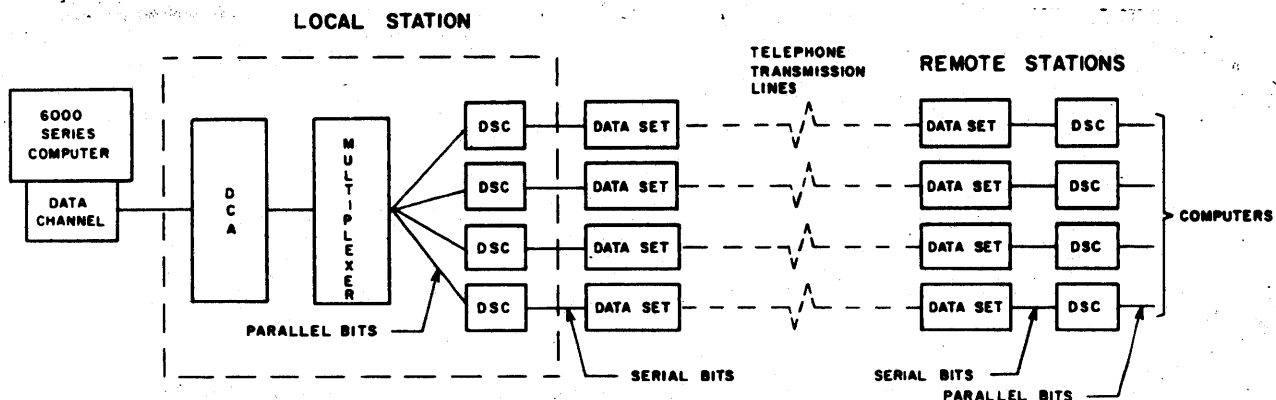 LOCAL STATION
TELEPHONE
TRANSMISSION
LINES
REMOTE STATIONS
6000
SERIES
COMPUTER
DATA
CHANNEL
DCA
MULTIPLEXER
DSC
DATA SET
DATA SET
DSC
DSC
DATA SET
DATA SET
DSC
DSC
DATA SET
DATA SET
DSC
DSC
DATA SET
DATA SET
DSC
COMPUTERS
PARALLEL BITS
SERIAL BITS
SERIAL BITS
PARALLEL BITS